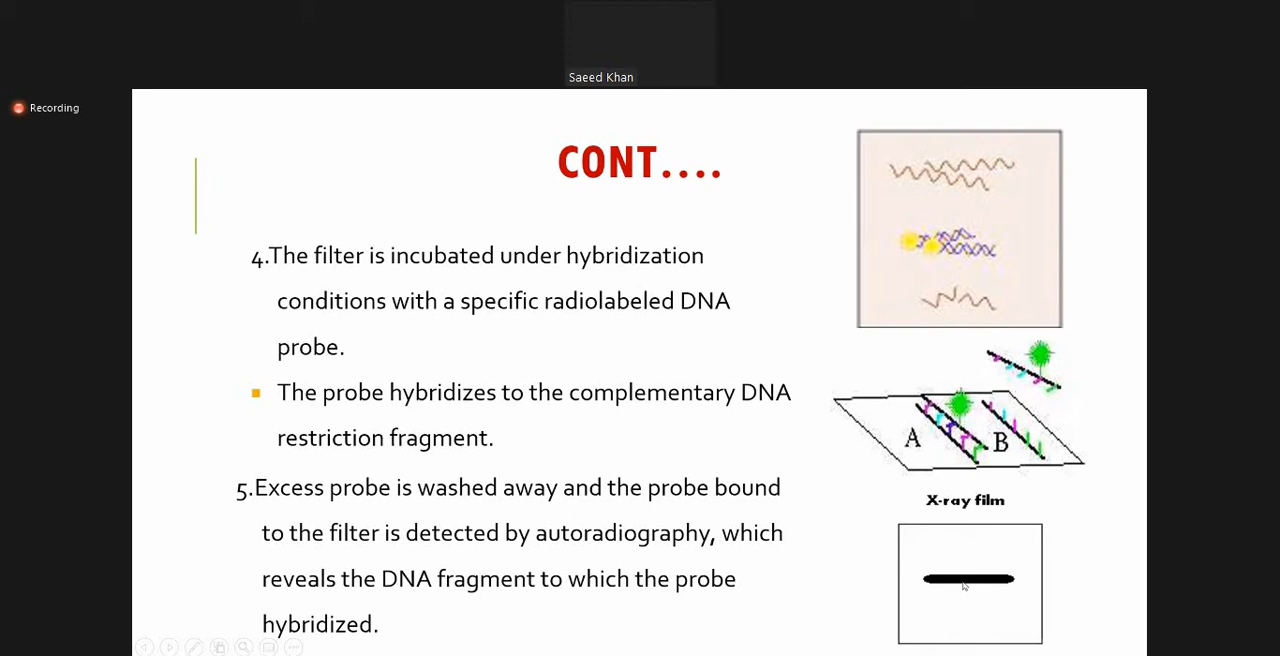 Saeed Khan
Recording
CONT....
4.The filter is incubated under hybridization
conditions with a specific radiolabeled DNA
probe.
▪ The probe hybridizes to the complementary DNA
restriction fragment.
5.Excess probe is washed away and the probe bound
to the filter is detected by autoradiography, which
reveals the DNA fragment to which the probe
hybridized.
A
B
X-ray film